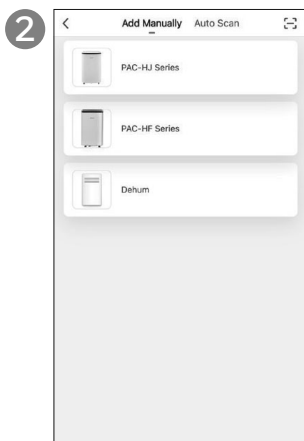 2
Add Manually Auto Scan
PAC-HJ Series
PAC-HF Series
Dehum